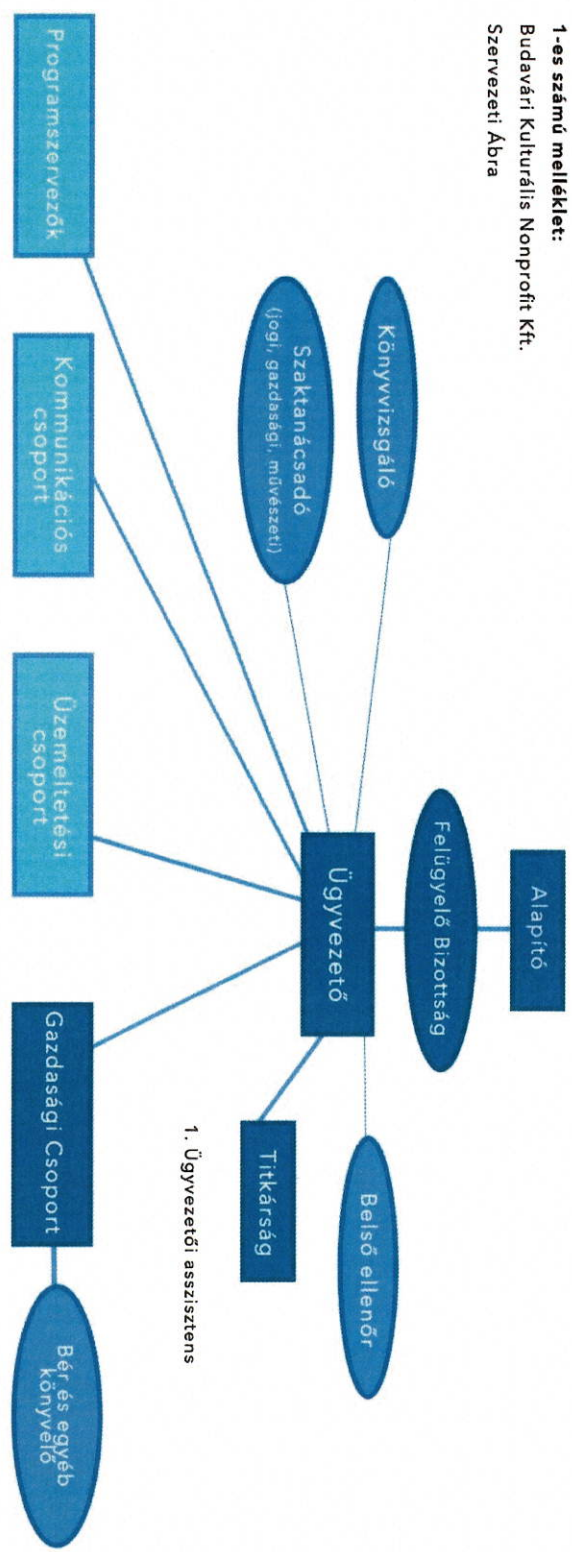 1-es számú melléklet:
Budavári Kulturális Nonprofit Kft.
Szervezeti Ábra
Alapító
Felügyelő Bizottság
Könyvvizsgáló
Szaktanácsadó
(jogi, gazdasági, művészeti)
Ügyvezető
Belső ellenőr
Titkárság
1. Ügyvezetői asszisztens
Programszervezők
Kommunikációs
csoport
Üzemeltetési
csoport
Gazdasági Csoport
Bér és egyéb
könyvelő